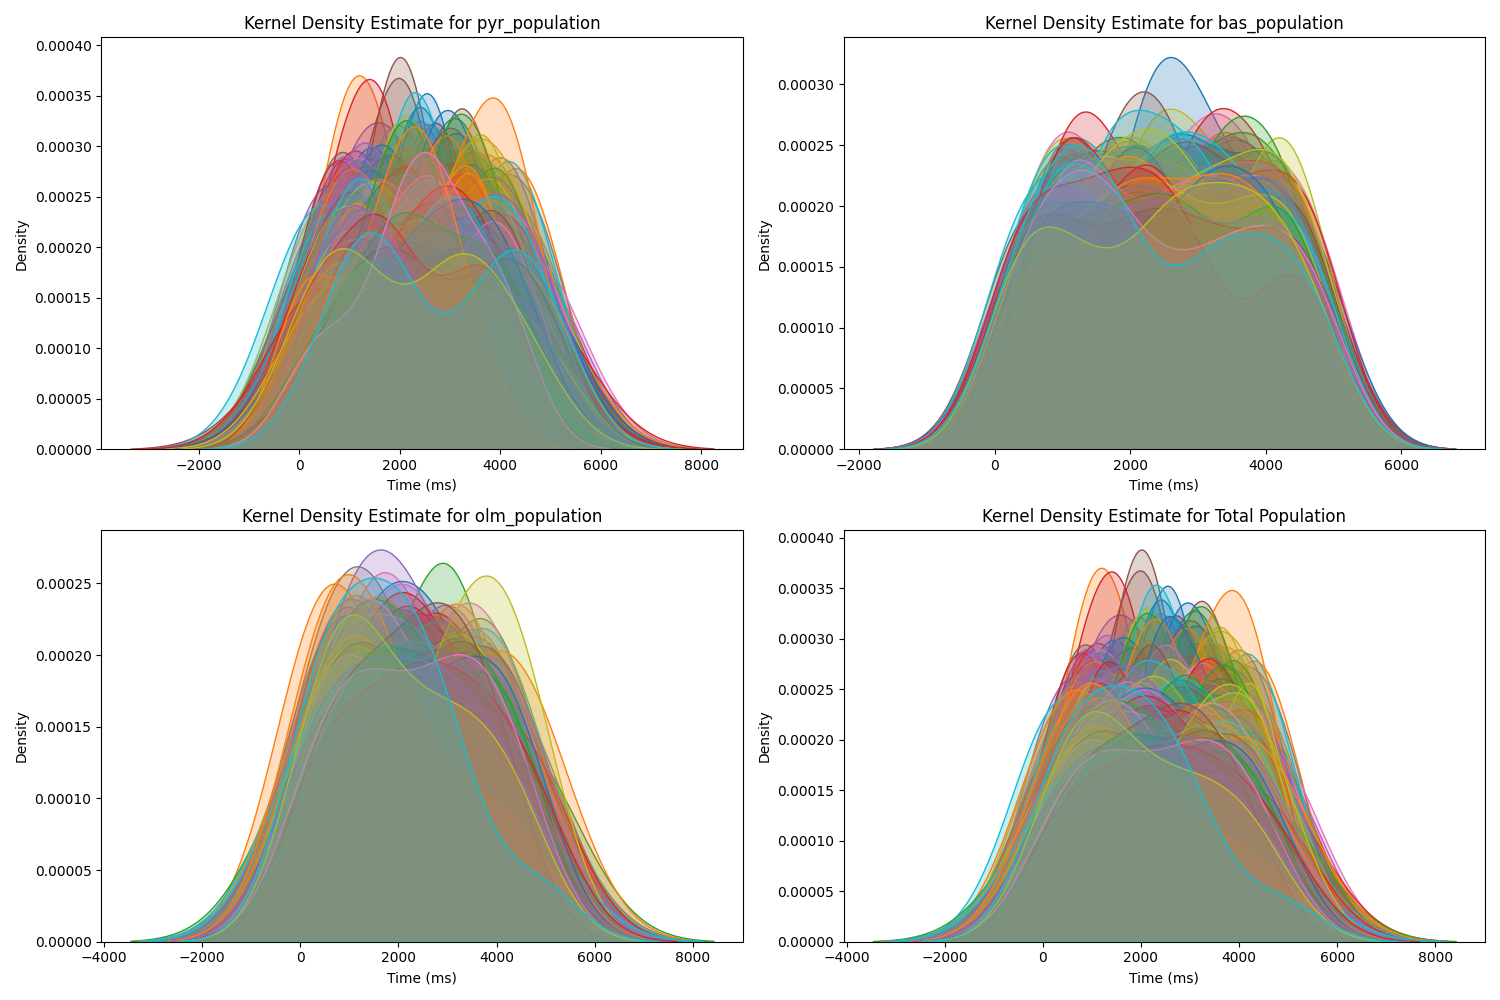 Kernel Density Estimate for pyr_population
0.00040
0.00035
0.00030
0.00025
0.00020
0.00015
0.00010
0.00005
0.00000
Density
−2000 0 2000 4000 6000 8000
Time (ms)
Kernel Density Estimate for bas_population
0.00030
0.00025
0.00020
0.00015
0.00010
0.00005
0.00000
Density
−2000 0 2000 4000 6000
Time (ms)
Kernel Density Estimate for olm_population
0.00025
0.00020
0.00015
0.00010
0.00005
0.00000
Density
−4000 −2000 0 2000 4000 6000 8000
Time (ms)
Kernel Density Estimate for Total Population
0.00040
0.00035
0.00030
0.00025
0.00020
0.00015
0.00010
0.00005
0.00000
Density
−4000 −2000 0 2000 4000 6000 8000
Time (ms)